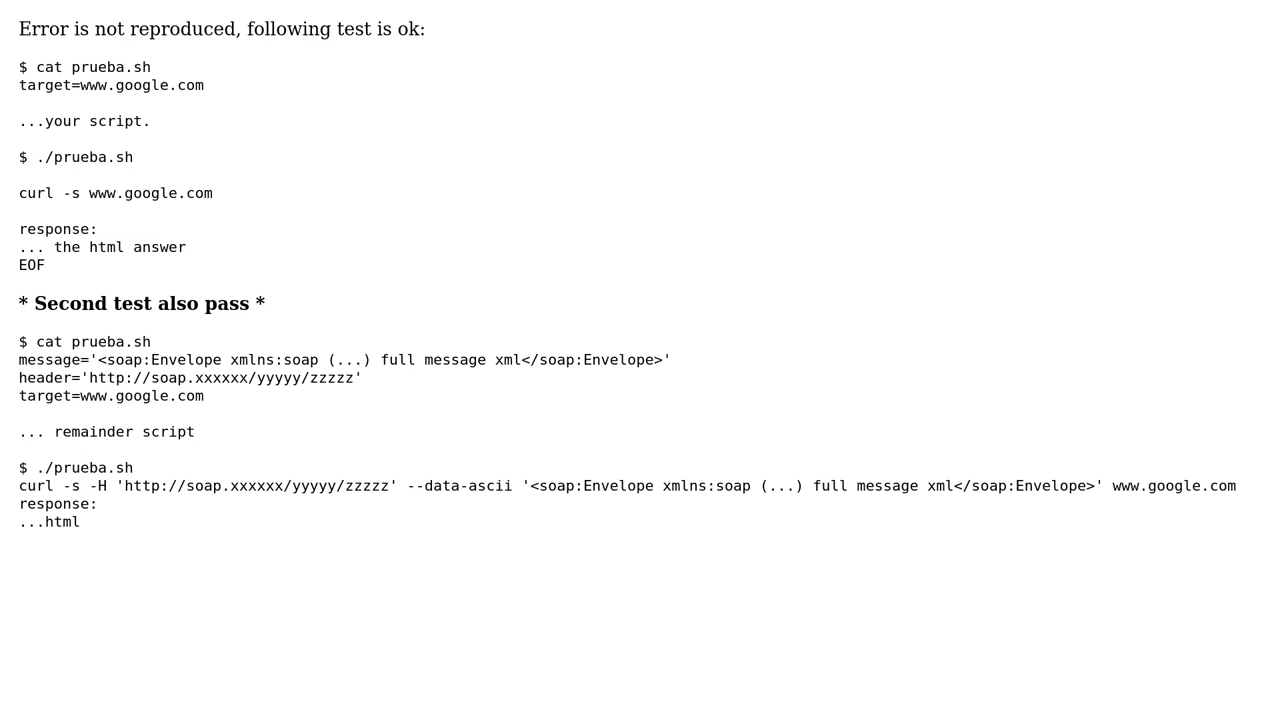 Error is not reproduced, following test is ok:
$ cat prueba.sh
target=www.google.com
...your script.
$ ./prueba.sh
curl -s www.google.com
response:
... the html answer
EOF
* Second test also pass *
$ cat prueba.sh
message='<soap:Envelope xmlns:soap (...) full message xml</soap:Envelope>'
header='http://soap.xxxxxx/yyyyy/zzzzz'
target=www.google.com
... remainder script
$ ./prueba.sh
curl -s -H 'http://soap.xxxxxx/yyyyy/zzzzz' --data-ascii '<soap:Envelope xmlns:soap (...) full message xml</soap:Envelope>' www.google.com
response:
...html